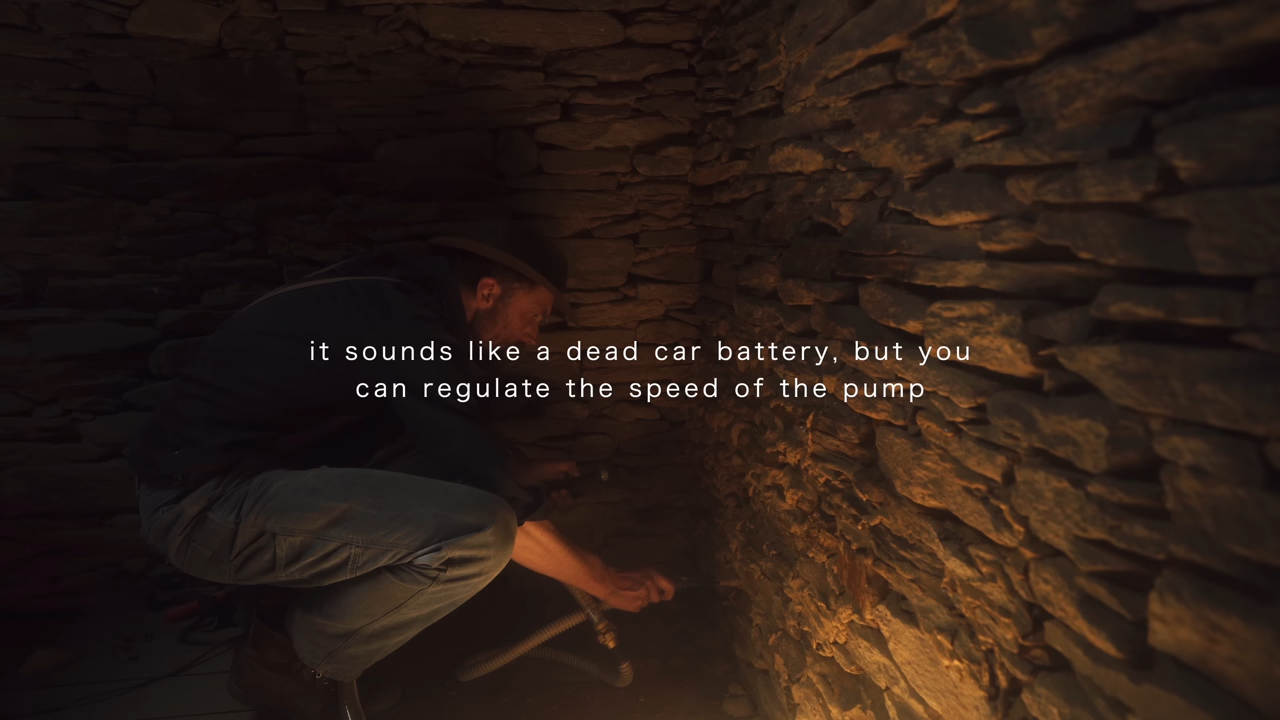 it sounds like a dead car battery, but you
can regulate the speed of the pump